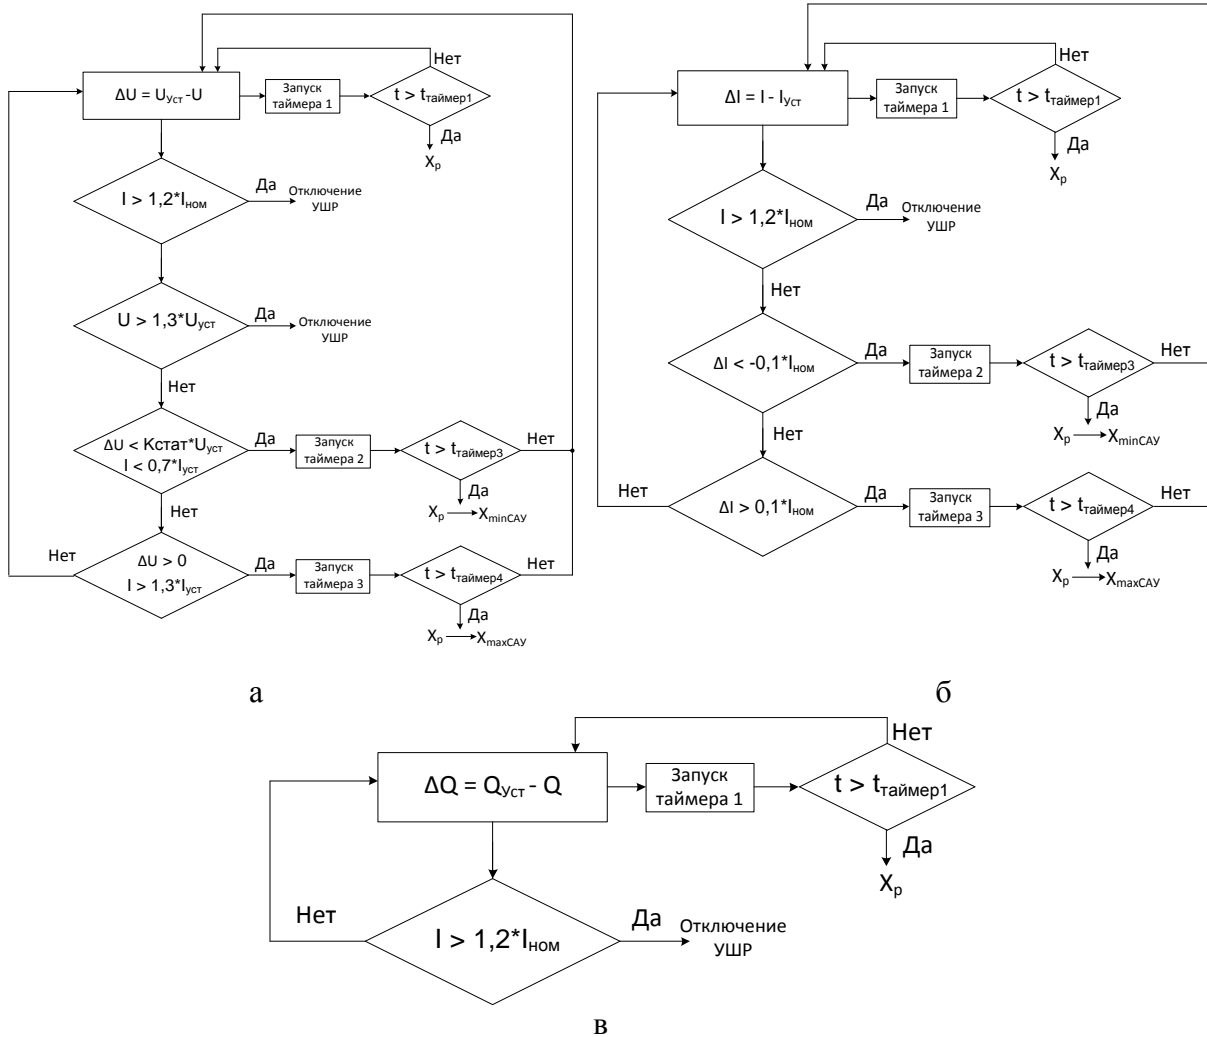 Нет
ΔU = UУст -U
Запуск
таймера 1
t > tтаймер1
Да
Xр
I > 1,2*Iном
Да
Отключение
УШР
U > 1,3*Uуст
Да
Отключение
УШР
Нет
ΔU < Kстат*Uуст
I < 0,7*Iуст
Да
Запуск
таймера 2
t > tтаймер3
Нет
Да
Xр
XminСАУ
Нет
Нет
ΔU > 0
I > 1,3*Iуст
Да
Запуск
таймера 3
t > tтаймер4
Нет
Да
Xр
XmaxСАУ
а
Нет
ΔI = I - IУст
Запуск
таймера 1
t > tтаймер1
Да
Xр
I > 1,2*Iном
Да
Отключение
УШР
Нет
ΔI < -0,1*Iном
Да
Запуск
таймера 2
t > tтаймер3
Нет
Да
Xр
XminСАУ
Нет
Нет
ΔI > 0,1*Iном
Да
Запуск
таймера 3
t > tтаймер4
Нет
Да
Xр
XmaxСАУ
б
Нет
ΔQ = QУст - Q
Запуск
таймера 1
t > tтаймер1
Да
Xр
Нет
I > 1,2*Iном
Да
Отключение
УШР
в